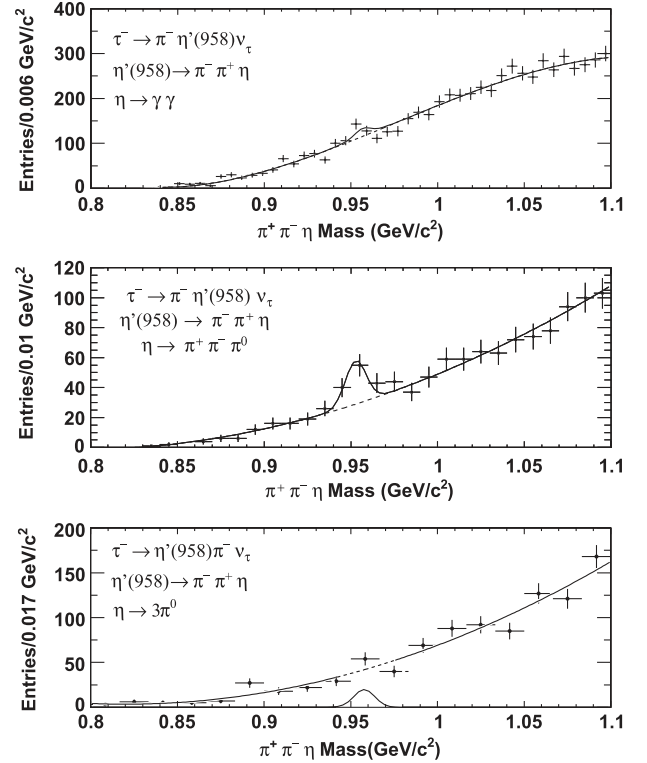 400
300
200
100
0
Entries/0.006 GeV/c²
τ⁻ → π⁻ η’(958)ν_τ
η’(958)→ π⁻ π⁺ η
η → γ γ
0.8 0.85 0.9 0.95 1 1.05 1.1
π⁺ π⁻ η Mass (GeV/c²)
120
100
80
60
40
20
0
Entries/0.01 GeV/c²
τ⁻ → π⁻ η’(958) ν_τ
η’(958) → π⁻ π⁺ η
η → π⁺ π⁻ π⁰
0.8 0.85 0.9 0.95 1 1.05 1.1
π⁺ π⁻ η Mass (GeV/c²)
200
150
100
50
0
Entries/0.017 GeV/c²
τ⁻ → η’(958)π⁻ ν_τ
η’(958)→ π⁻ π⁺ η
η → 3π⁰
0.8 0.85 0.9 0.95 1 1.05 1.1
π⁺ π⁻ η Mass(GeV/c²)